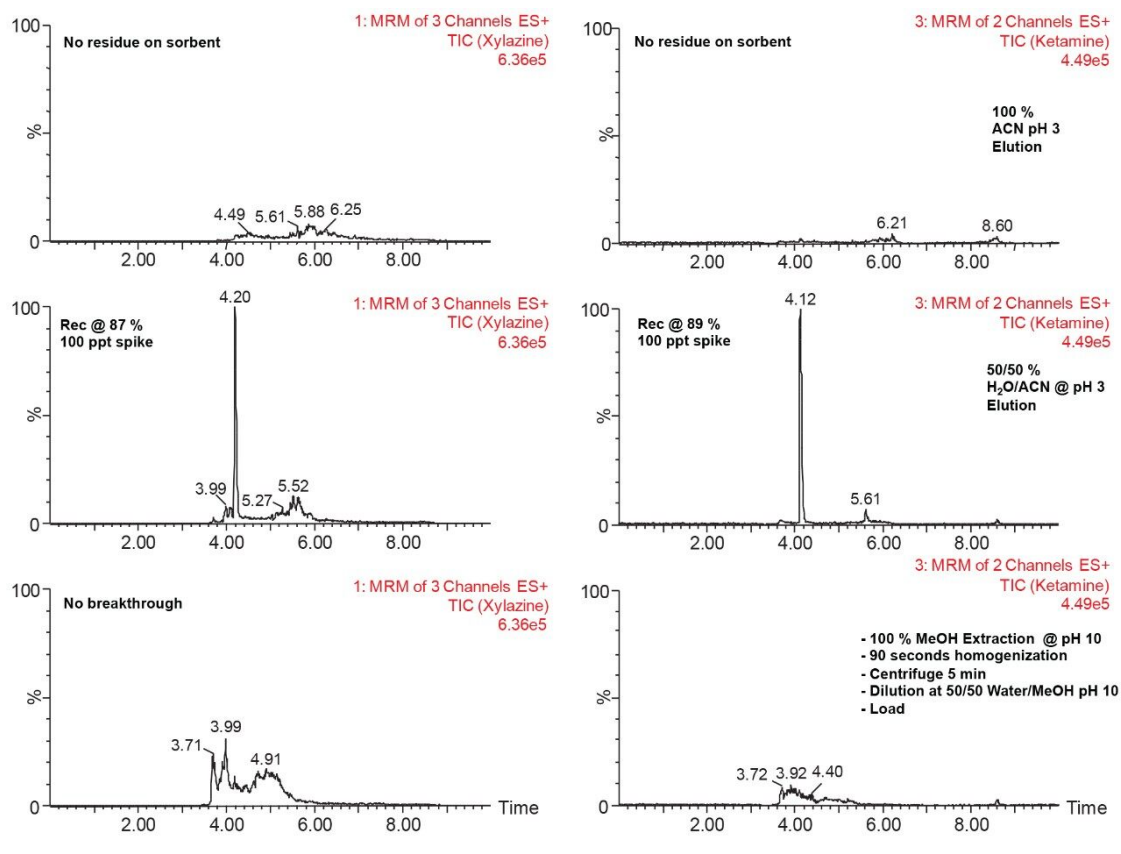 100
No residue on sorbent
1: MRM of 3 Channels ES+
TIC (Xylazine)
6.36e5
%
4.49
5.61
5.88
6.25
0
2.00
4.00
6.00
8.00
100
No residue on sorbent
3: MRM of 2 Channels ES+
TIC (Ketamine)
4.49e5
100 %
ACN pH 3
Elution
%
6.21
8.60
0
2.00
4.00
6.00
8.00
100
Rec @ 87 %
100 ppt spike
4.20
1: MRM of 3 Channels ES+
TIC (Xylazine)
6.36e5
%
3.99
5.27
5.52
0
2.00
4.00
6.00
8.00
100
Rec @ 89 %
100 ppt spike
4.12
3: MRM of 2 Channels ES+
TIC (Ketamine)
4.49e5
50/50 %
H₂O/ACN @ pH 3
Elution
%
5.61
0
2.00
4.00
6.00
8.00
100
No breakthrough
1: MRM of 3 Channels ES+
TIC (Xylazine)
6.36e5
%
3.71
3.99
4.91
0
Time
2.00
4.00
6.00
8.00
100
3: MRM of 2 Channels ES+
TIC (Ketamine)
4.49e5
- 100 % MeOH Extraction @ pH 10
- 90 seconds homogenization
- Centrifuge 5 min
- Dilution at 50/50 Water/MeOH pH 10
- Load
%
3.72
3.92
4.40
0
Time
2.00
4.00
6.00
8.00